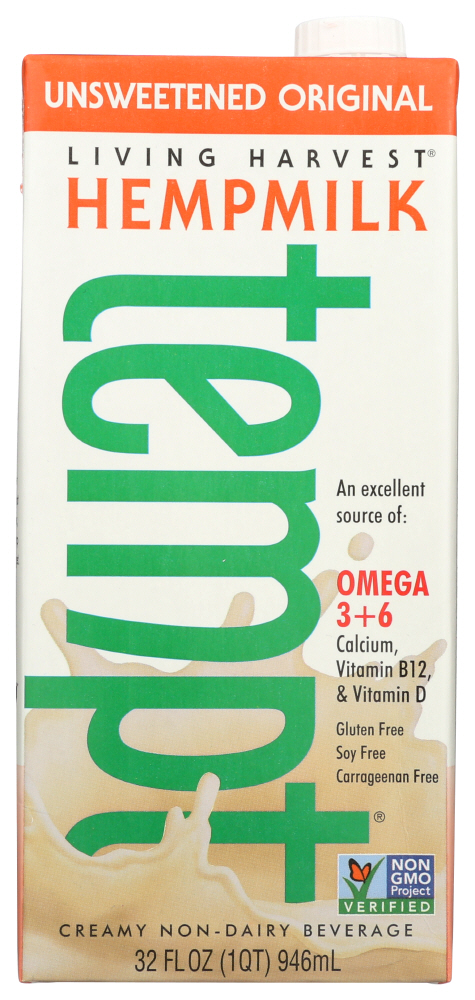 UNSWEETENED ORIGINAL
LIVING HARVEST®
HEMPMILK
tempt®
An excellent
source of:
OMEGA
3+6
Calcium,
Vitamin B12,
& Vitamin D
Gluten Free
Soy Free
Carrageenan Free
NON
GMO
Project
VERIFIED
CREAMY NON-DAIRY BEVERAGE
32 FL OZ (1QT) 946mL